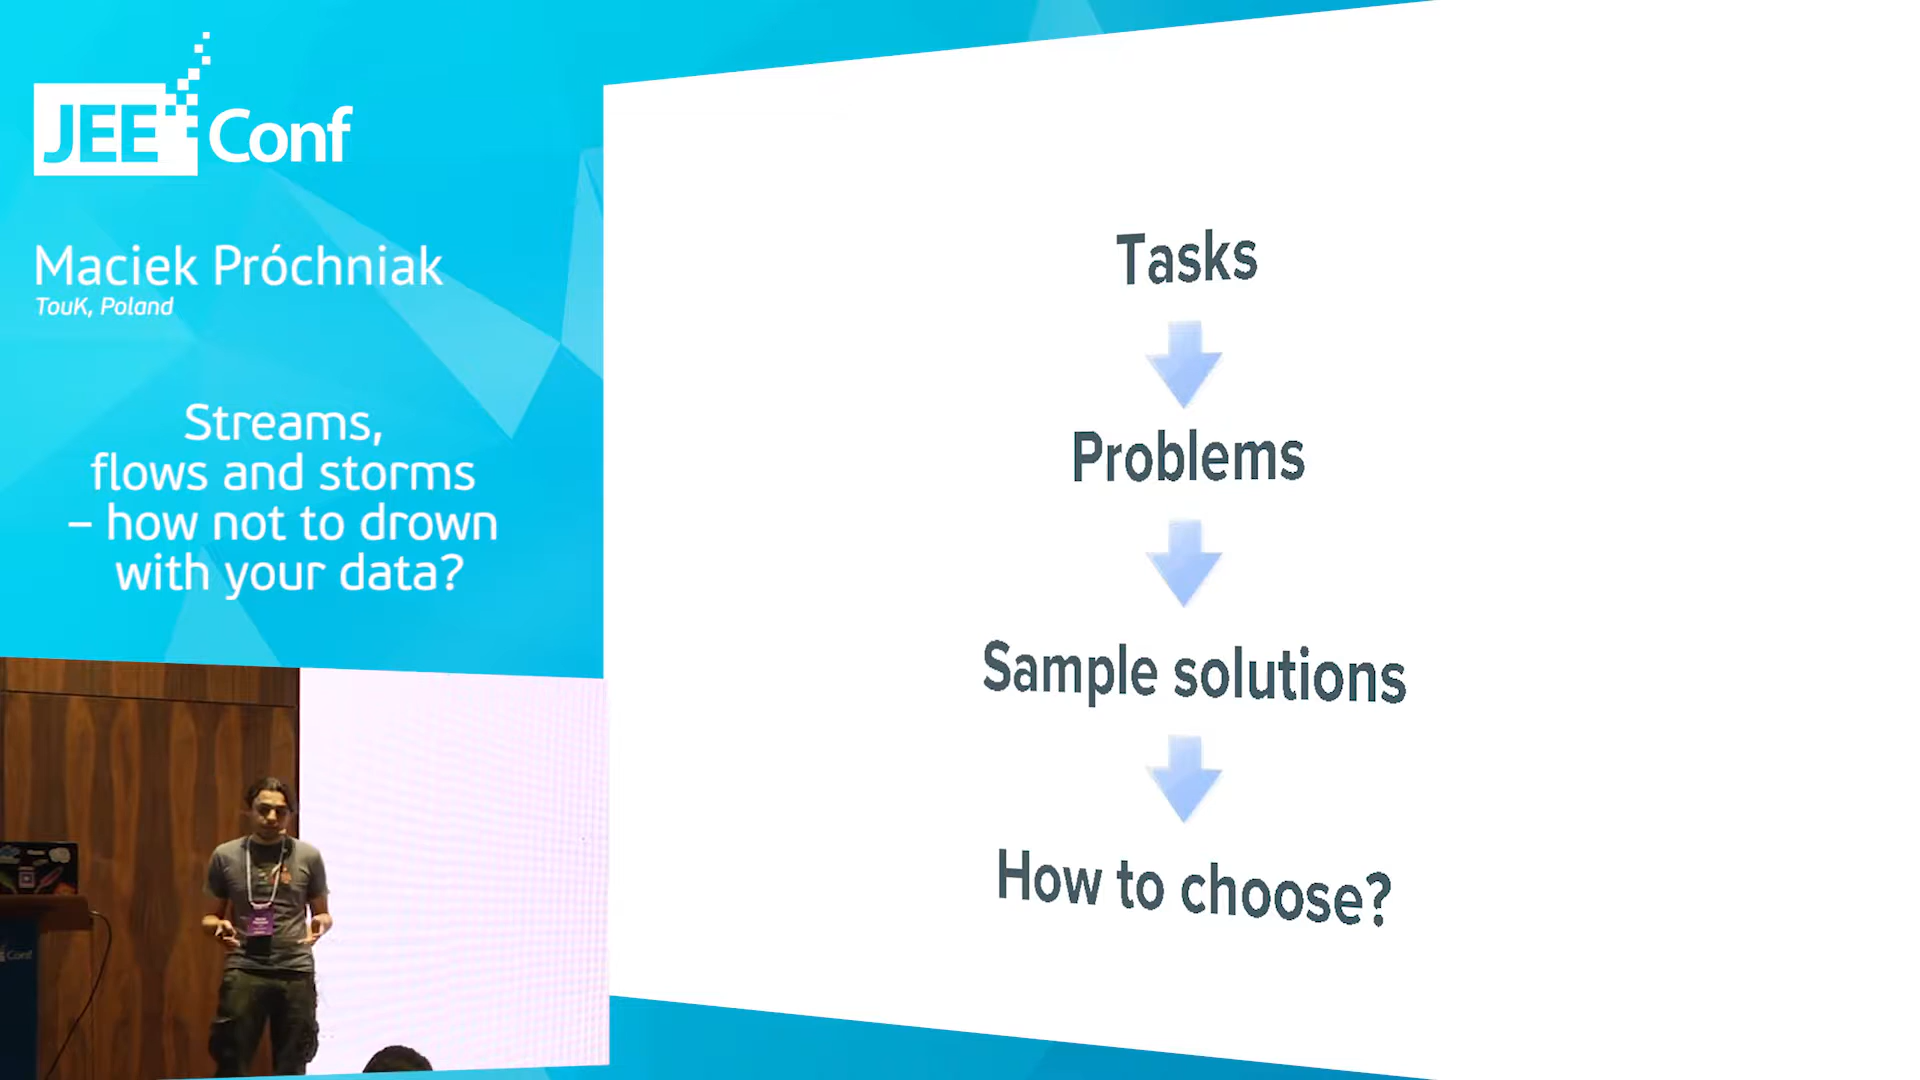 JEE Conf
Maciek Próchniak
TouK, Poland
Streams,
flows and storms
– how not to drown
with your data?
Tasks
Problems
Sample solutions
How to choose?
Conf